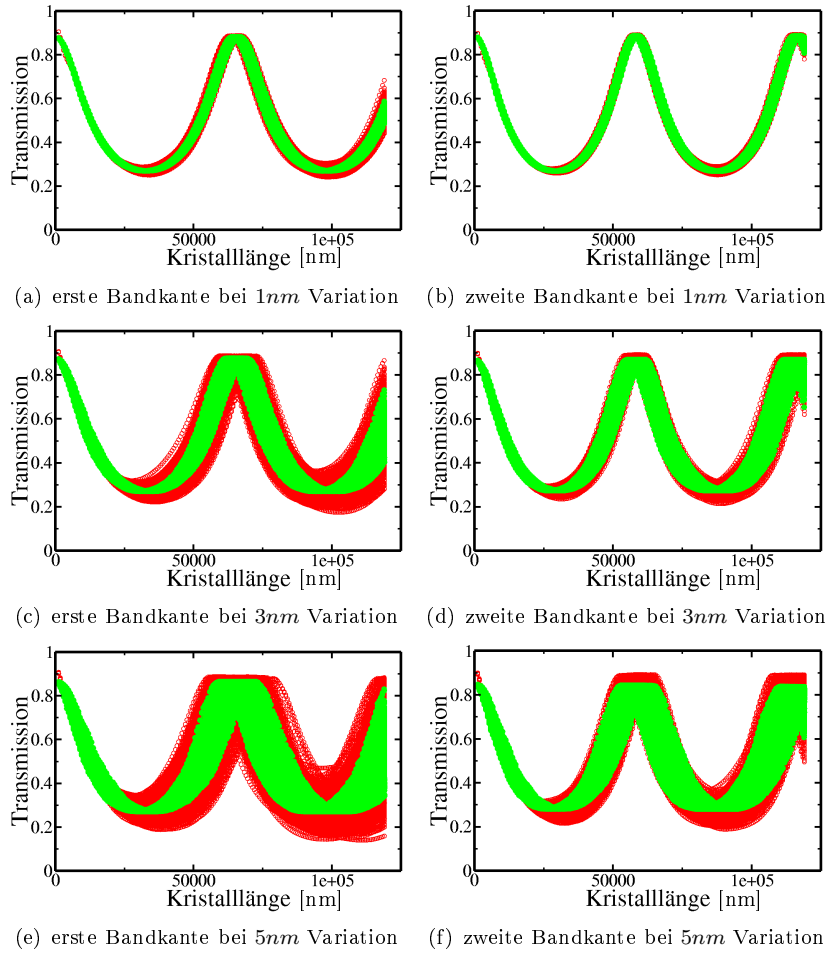 1
0.8
0.6
0.4
0.2
0
Transmission
0
50000
1e+05
Kristalllänge [nm]
(a) erste Bandkante bei 1nm Variation
1
0.8
0.6
0.4
0.2
0
Transmission
0
50000
1e+05
Kristalllänge [nm]
(b) zweite Bandkante bei 1nm Variation
1
0.8
0.6
0.4
0.2
0
Transmission
0
50000
1e+05
Kristalllänge [nm]
(c) erste Bandkante bei 3nm Variation
1
0.8
0.6
0.4
0.2
0
Transmission
0
50000
1e+05
Kristalllänge [nm]
(d) zweite Bandkante bei 3nm Variation
1
0.8
0.6
0.4
0.2
0
Transmission
0
50000
1e+05
Kristalllänge [nm]
(e) erste Bandkante bei 5nm Variation
1
0.8
0.6
0.4
0.2
0
Transmission
0
50000
1e+05
Kristalllänge [nm]
(f) zweite Bandkante bei 5nm Variation